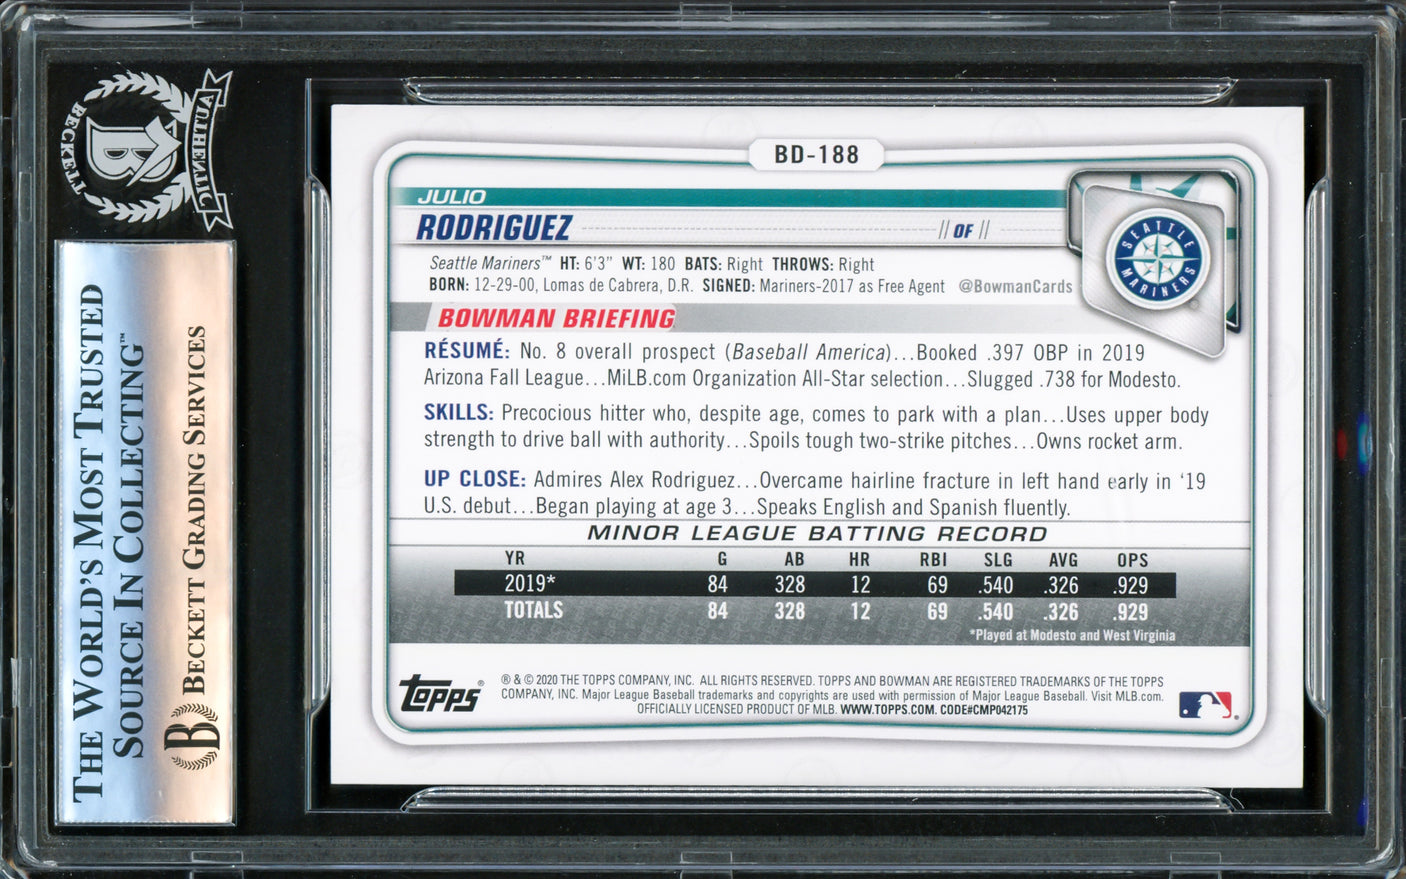 BECKETT
AUTHENTIC
B
THE WORLD'S MOST TRUSTED
SOURCE IN COLLECTING™
B BECKETT GRADING SERVICES
BD-188
JULIO
RODRIGUEZ // OF //
SEATTLE
MARINERS
Seattle Mariners™ HT: 6'3" WT: 180 BATS: Right THROWS: Right
BORN: 12-29-00, Lomas de Cabrera, D.R. SIGNED: Mariners-2017 as Free Agent @BowmanCards
BOWMAN BRIEFING
RÉSUMÉ: No. 8 overall prospect (Baseball America)...Booked .397 OBP in 2019
Arizona Fall League...MiLB.com Organization All-Star selection...Slugged .738 for Modesto.
SKILLS: Precocious hitter who, despite age, comes to park with a plan...Uses upper body
strength to drive ball with authority...Spoils tough two-strike pitches...Owns rocket arm.
UP CLOSE: Admires Alex Rodriguez...Overcame hairline fracture in left hand early in '19
U.S. debut...Began playing at age 3...Speaks English and Spanish fluently.
MINOR LEAGUE BATTING RECORD
YR G AB HR RBI SLG AVG OPS
2019* 84 328 12 69 .540 .326 .929
TOTALS 84 328 12 69 .540 .326 .929
*Played at Modesto and West Virginia
topps®
® & © 2020 THE TOPPS COMPANY, INC. ALL RIGHTS RESERVED. TOPPS AND BOWMAN ARE REGISTERED TRADEMARKS OF THE TOPPS
COMPANY, INC. Major League Baseball trademarks and copyrights are used with permission of Major League Baseball. Visit MLB.com.
OFFICIALLY LICENSED PRODUCT OF MLB. WWW.TOPPS.COM. CODE#CMP042175